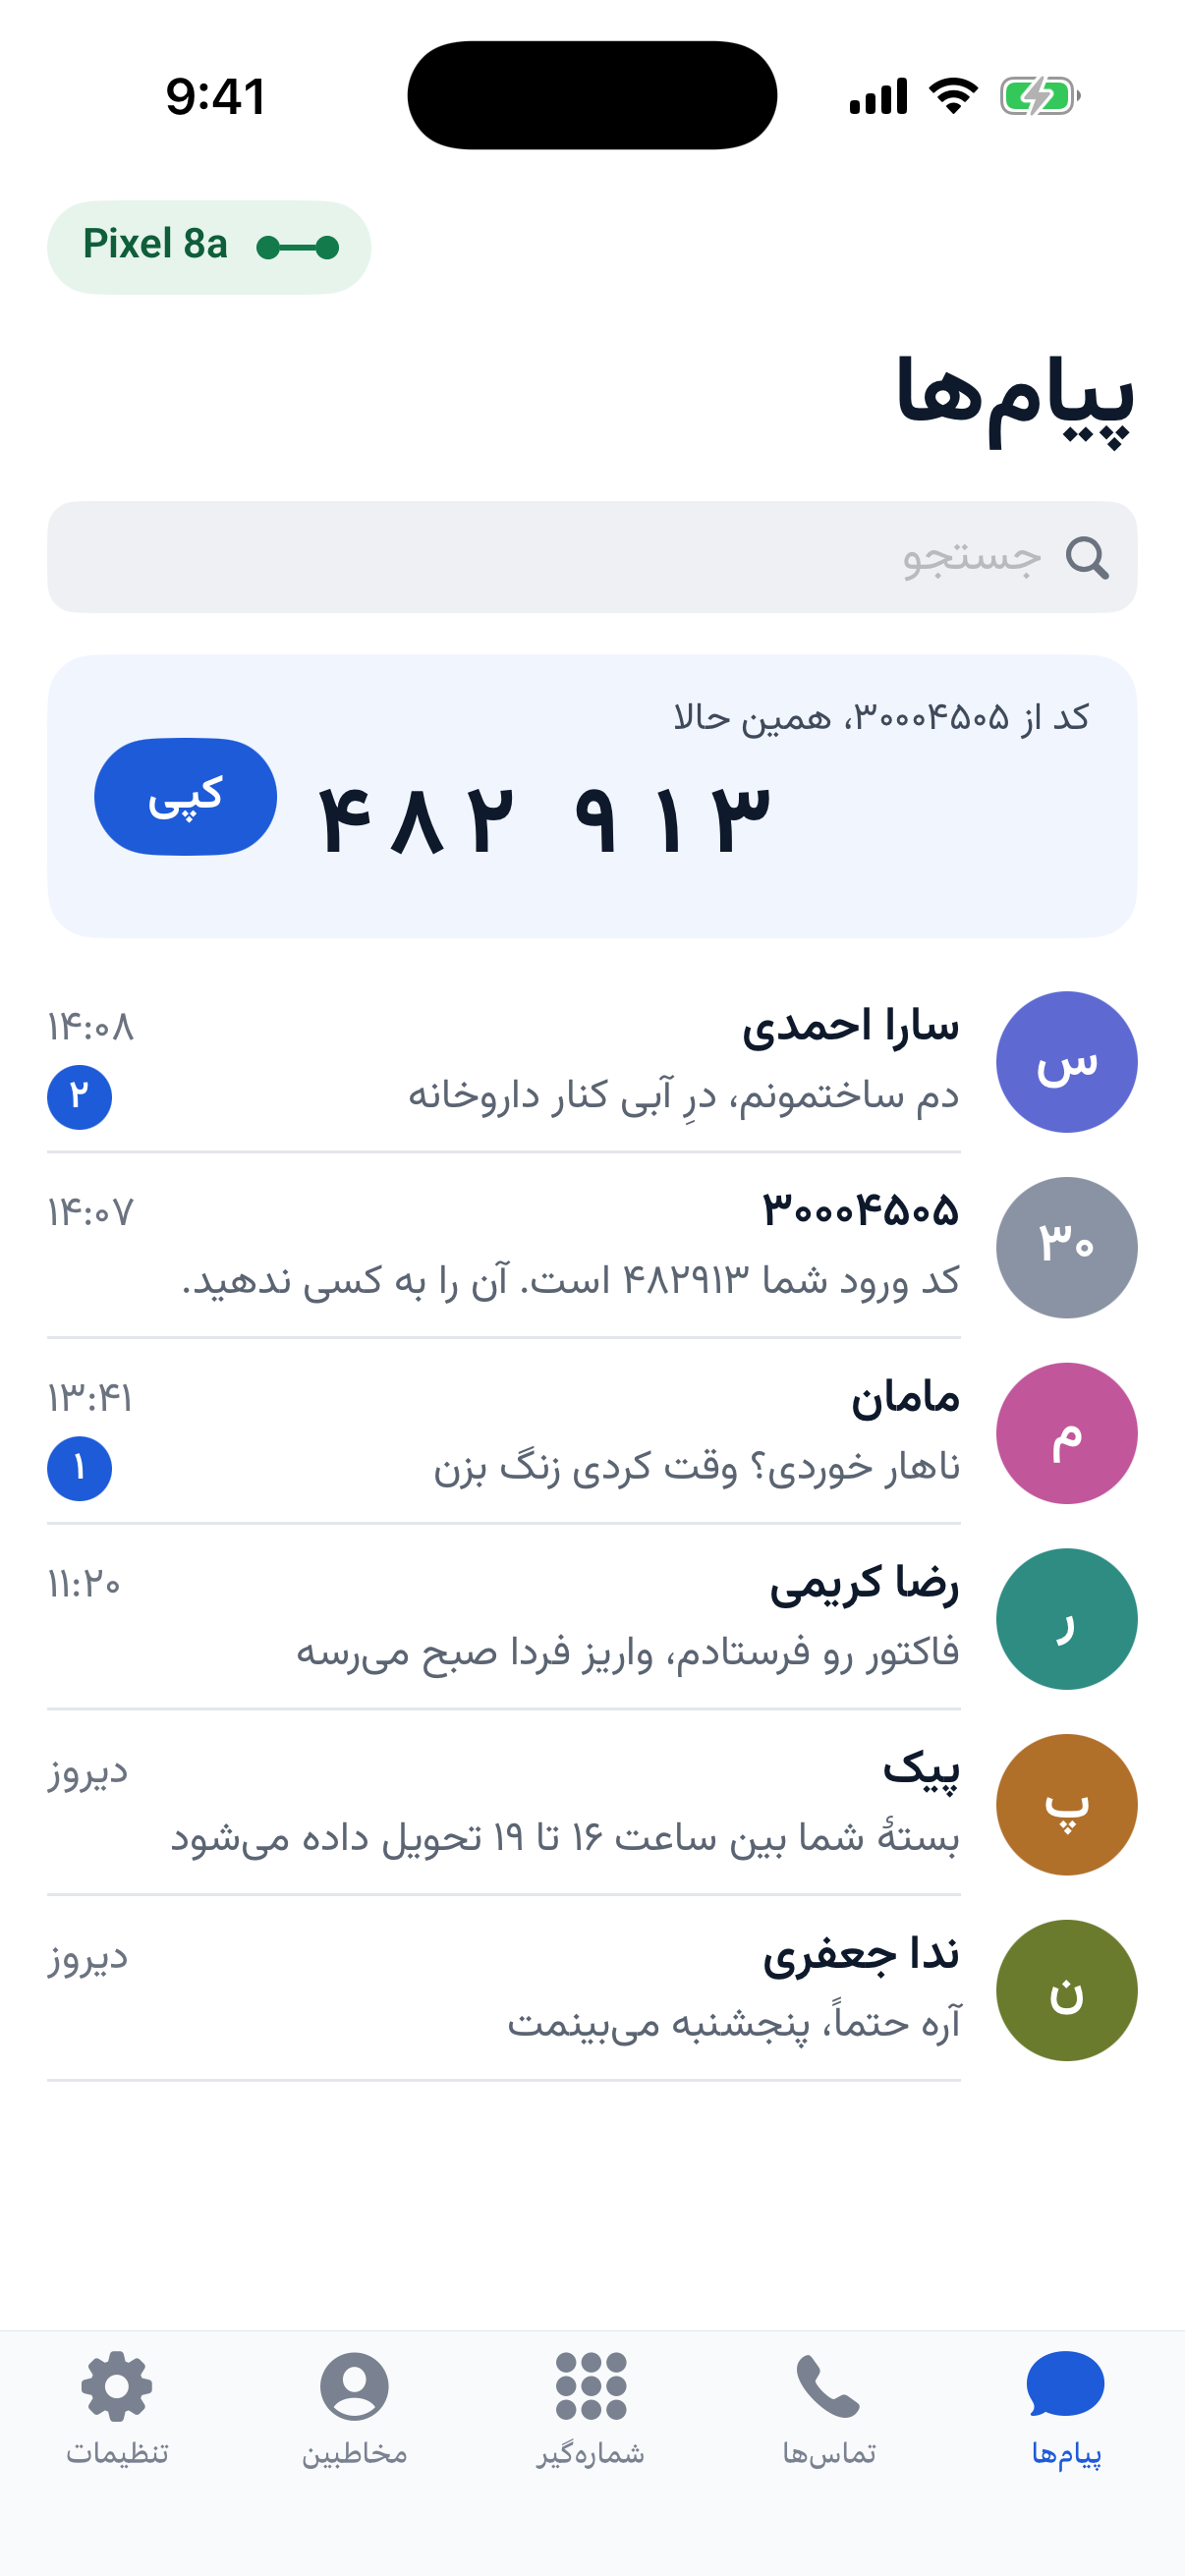 9:41
Pixel 8a
پیام‌ها
جستجو
کد از ۳۰۰۰۴۵۰۵، همین حالا
۴۸۲ ۹۱۳
کپی
س
سارا احمدی
۱۴:۰۸
دم ساختمونم، درِ آبی کنار داروخانه
۲
۳۰
۳۰۰۰۴۵۰۵
۱۴:۰۷
کد ورود شما ۴۸۲۹۱۳ است. آن را به کسی ندهید.
م
مامان
۱۳:۴۱
ناهار خوردی؟ وقت کردی زنگ بزن
۱
ر
رضا کریمی
۱۱:۲۰
فاکتور رو فرستادم، واریز فردا صبح می‌رسه
پ
پیک
دیروز
بستهٔ شما بین ساعت ۱۶ تا ۱۹ تحویل داده می‌شود
ن
ندا جعفری
دیروز
آره حتماً، پنجشنبه می‌بینمت
پیام‌ها
تماس‌ها
شماره‌گیر
مخاطبین
تنظیمات